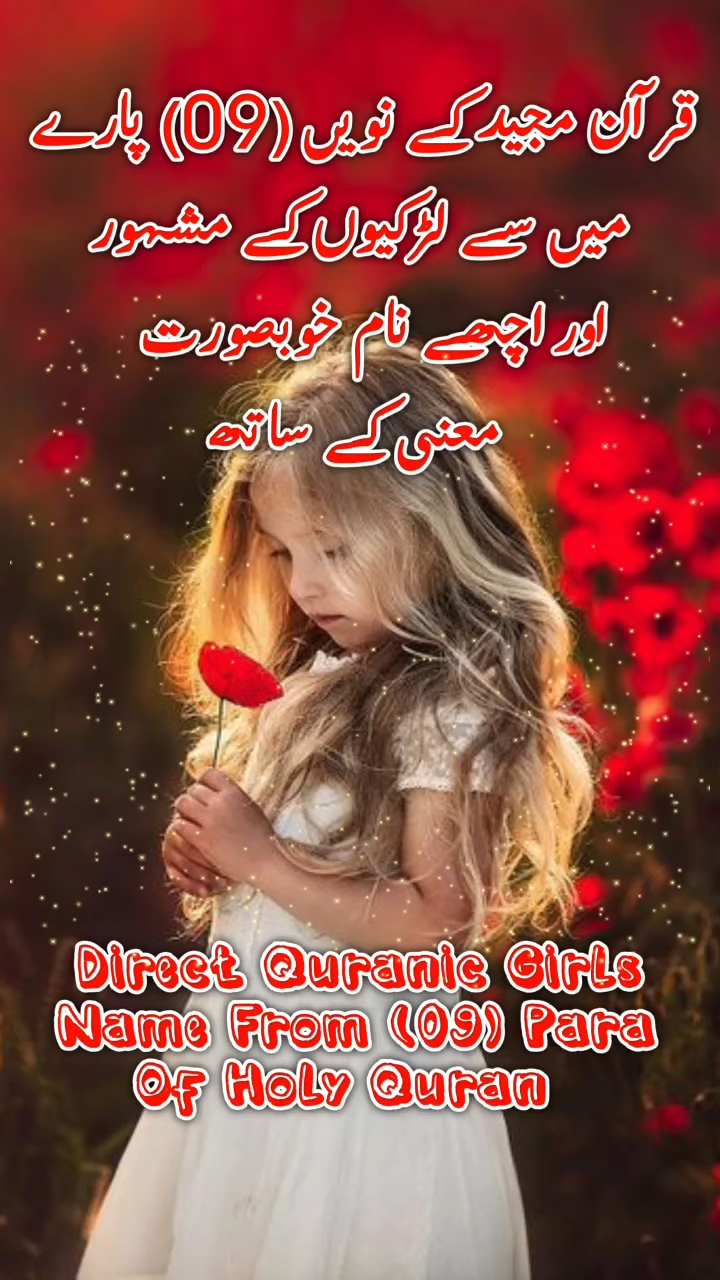 قرآن مجید کے نویں (09) پارے
میں سے لڑکیوں کے مشہور
اور اچھے نام خوبصورت
معنی کے ساتھ
Direct Quranic Girls
Name From (09) Para
Of Holy Quran